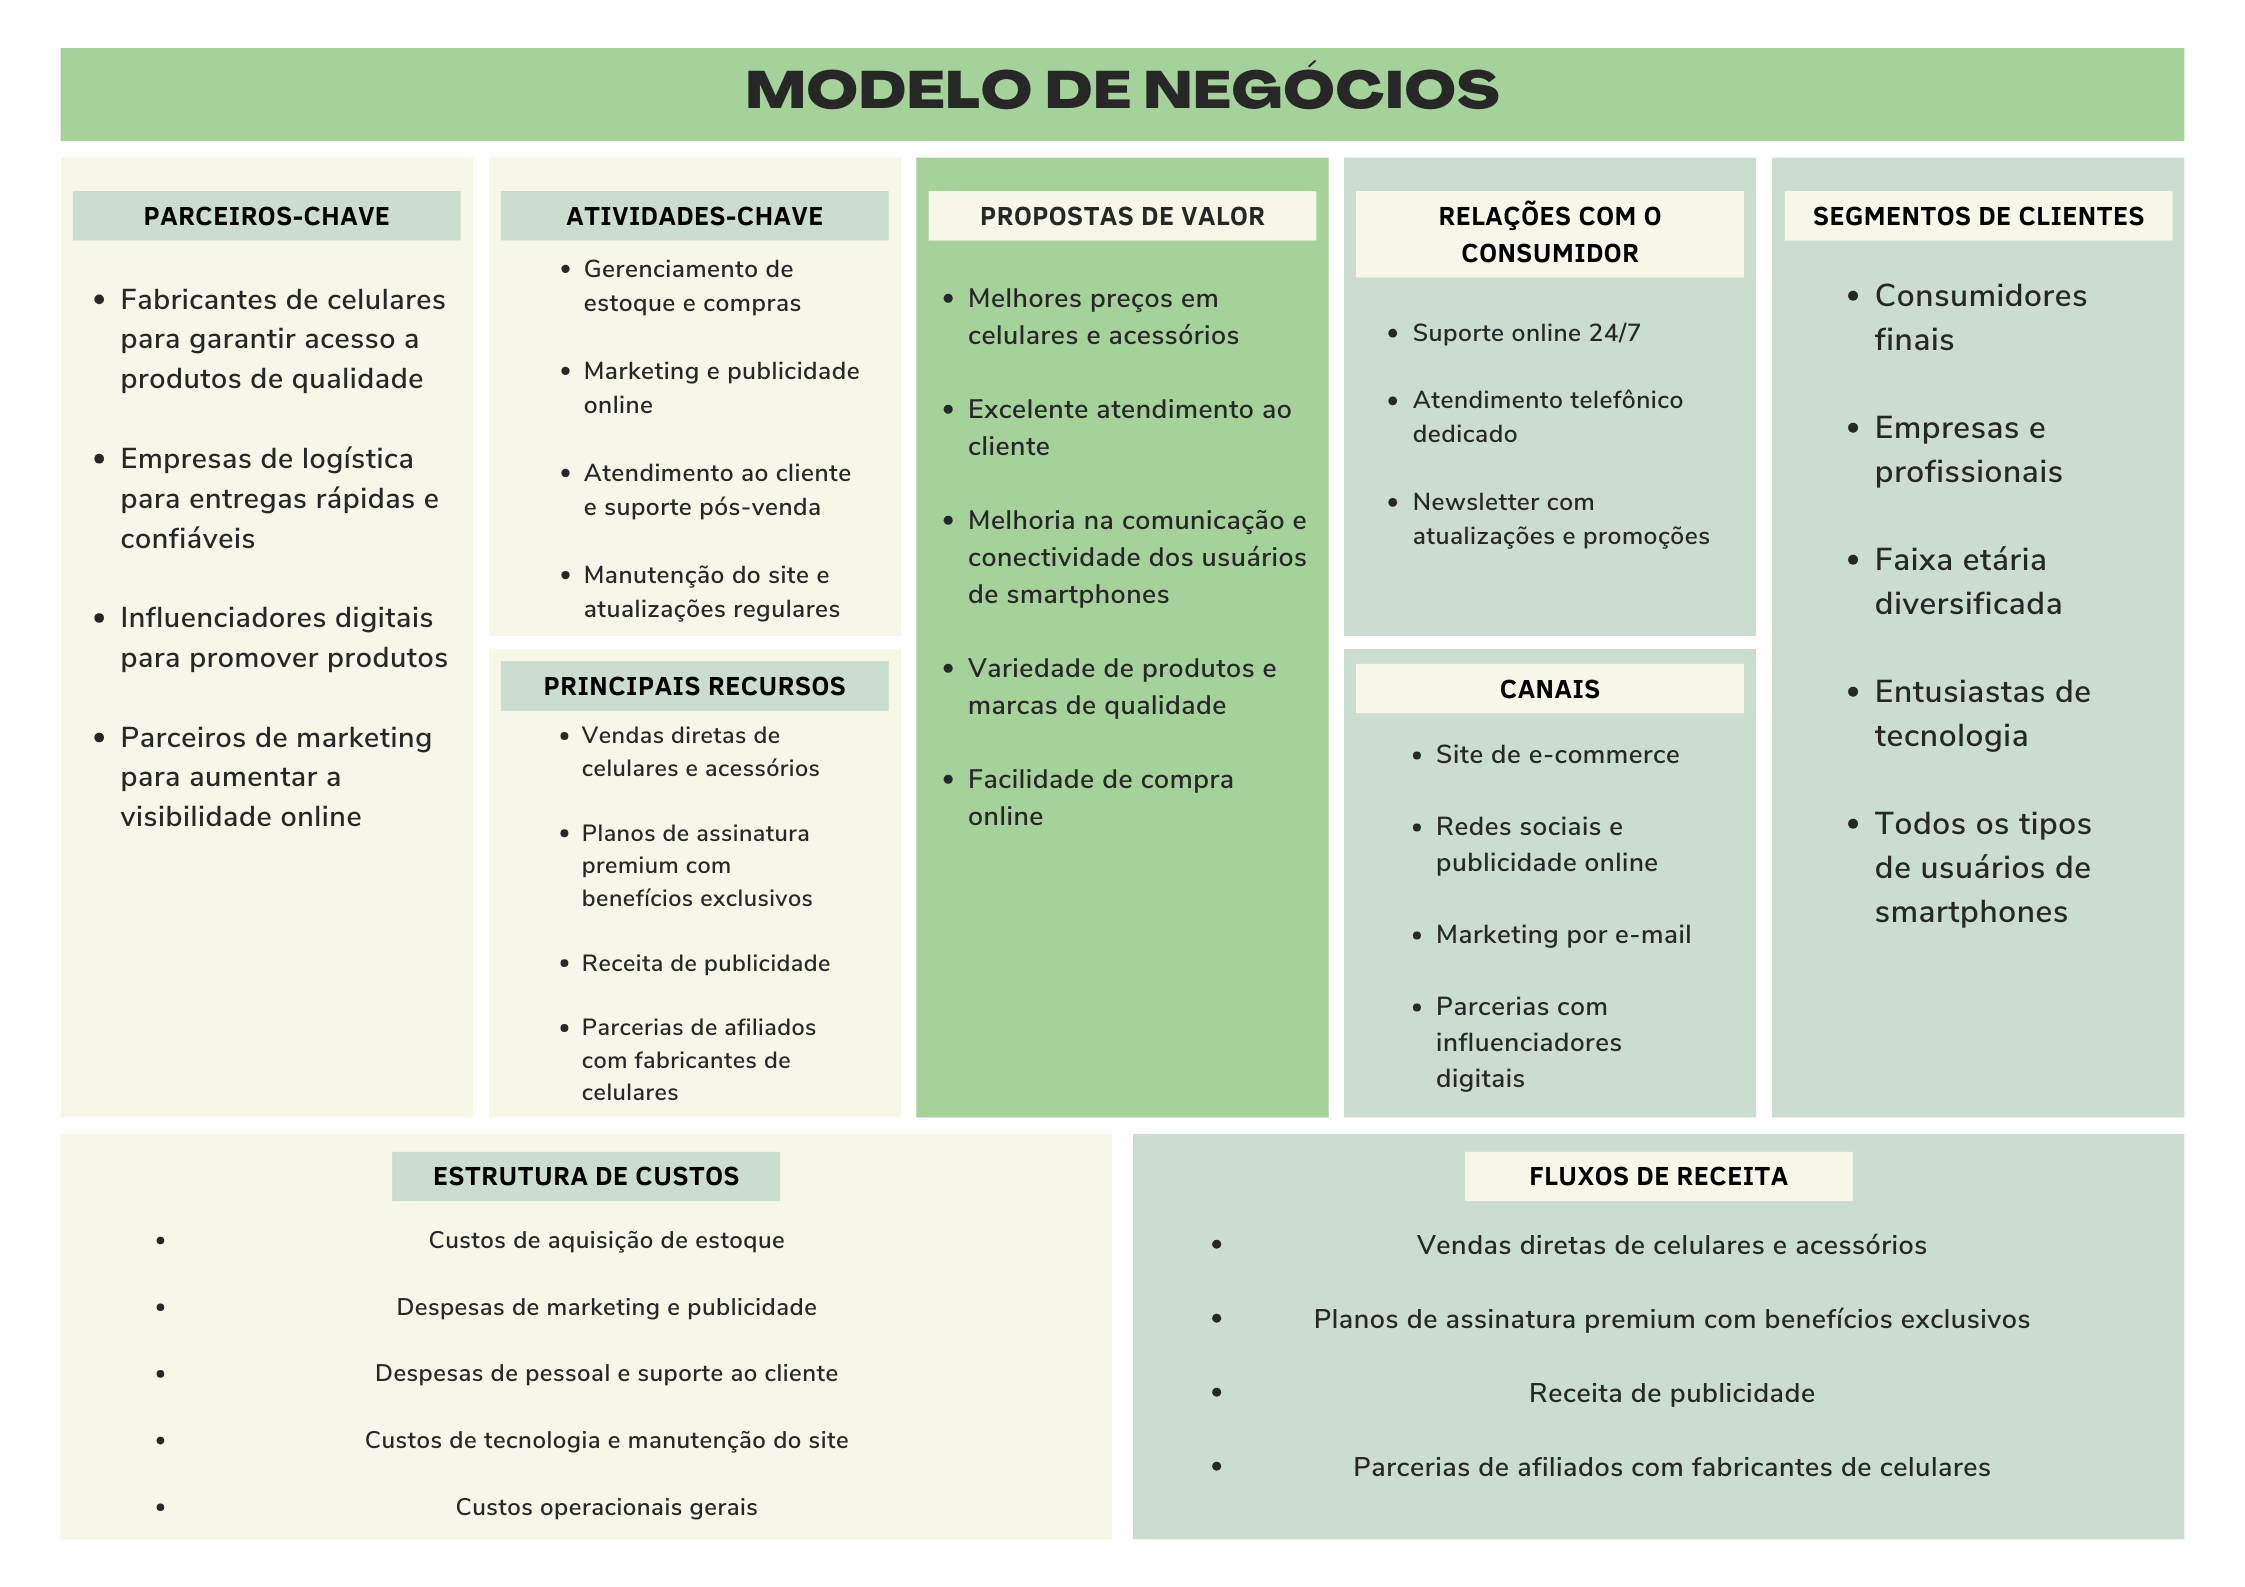 MODELO DE NEGÓCIOS
PARCEIROS-CHAVE
• Fabricantes de celulares
para garantir acesso a
produtos de qualidade
• Empresas de logística
para entregas rápidas e
confiáveis
• Influenciadores digitais
para promover produtos
• Parceiros de marketing
para aumentar a
visibilidade online
ATIVIDADES-CHAVE
• Gerenciamento de
estoque e compras
• Marketing e publicidade
online
• Atendimento ao cliente
e suporte pós-venda
• Manutenção do site e
atualizações regulares
PRINCIPAIS RECURSOS
• Vendas diretas de
celulares e acessórios
• Planos de assinatura
premium com
benefícios exclusivos
• Receita de publicidade
• Parcerias de afiliados
com fabricantes de
celulares
PROPOSTAS DE VALOR
• Melhores preços em
celulares e acessórios
• Excelente atendimento ao
cliente
• Melhoria na comunicação e
conectividade dos usuários
de smartphones
• Variedade de produtos e
marcas de qualidade
• Facilidade de compra
online
RELAÇÕES COM O
CONSUMIDOR
• Suporte online 24/7
• Atendimento telefônico
dedicado
• Newsletter com
atualizações e promoções
CANAIS
• Site de e-commerce
• Redes sociais e
publicidade online
• Marketing por e-mail
• Parcerias com
influenciadores
digitais
SEGMENTOS DE CLIENTES
• Consumidores
finais
• Empresas e
profissionais
• Faixa etária
diversificada
• Entusiastas de
tecnologia
• Todos os tipos
de usuários de
smartphones
ESTRUTURA DE CUSTOS
• Custos de aquisição de estoque
• Despesas de marketing e publicidade
• Despesas de pessoal e suporte ao cliente
• Custos de tecnologia e manutenção do site
• Custos operacionais gerais
FLUXOS DE RECEITA
• Vendas diretas de celulares e acessórios
• Planos de assinatura premium com benefícios exclusivos
• Receita de publicidade
• Parcerias de afiliados com fabricantes de celulares